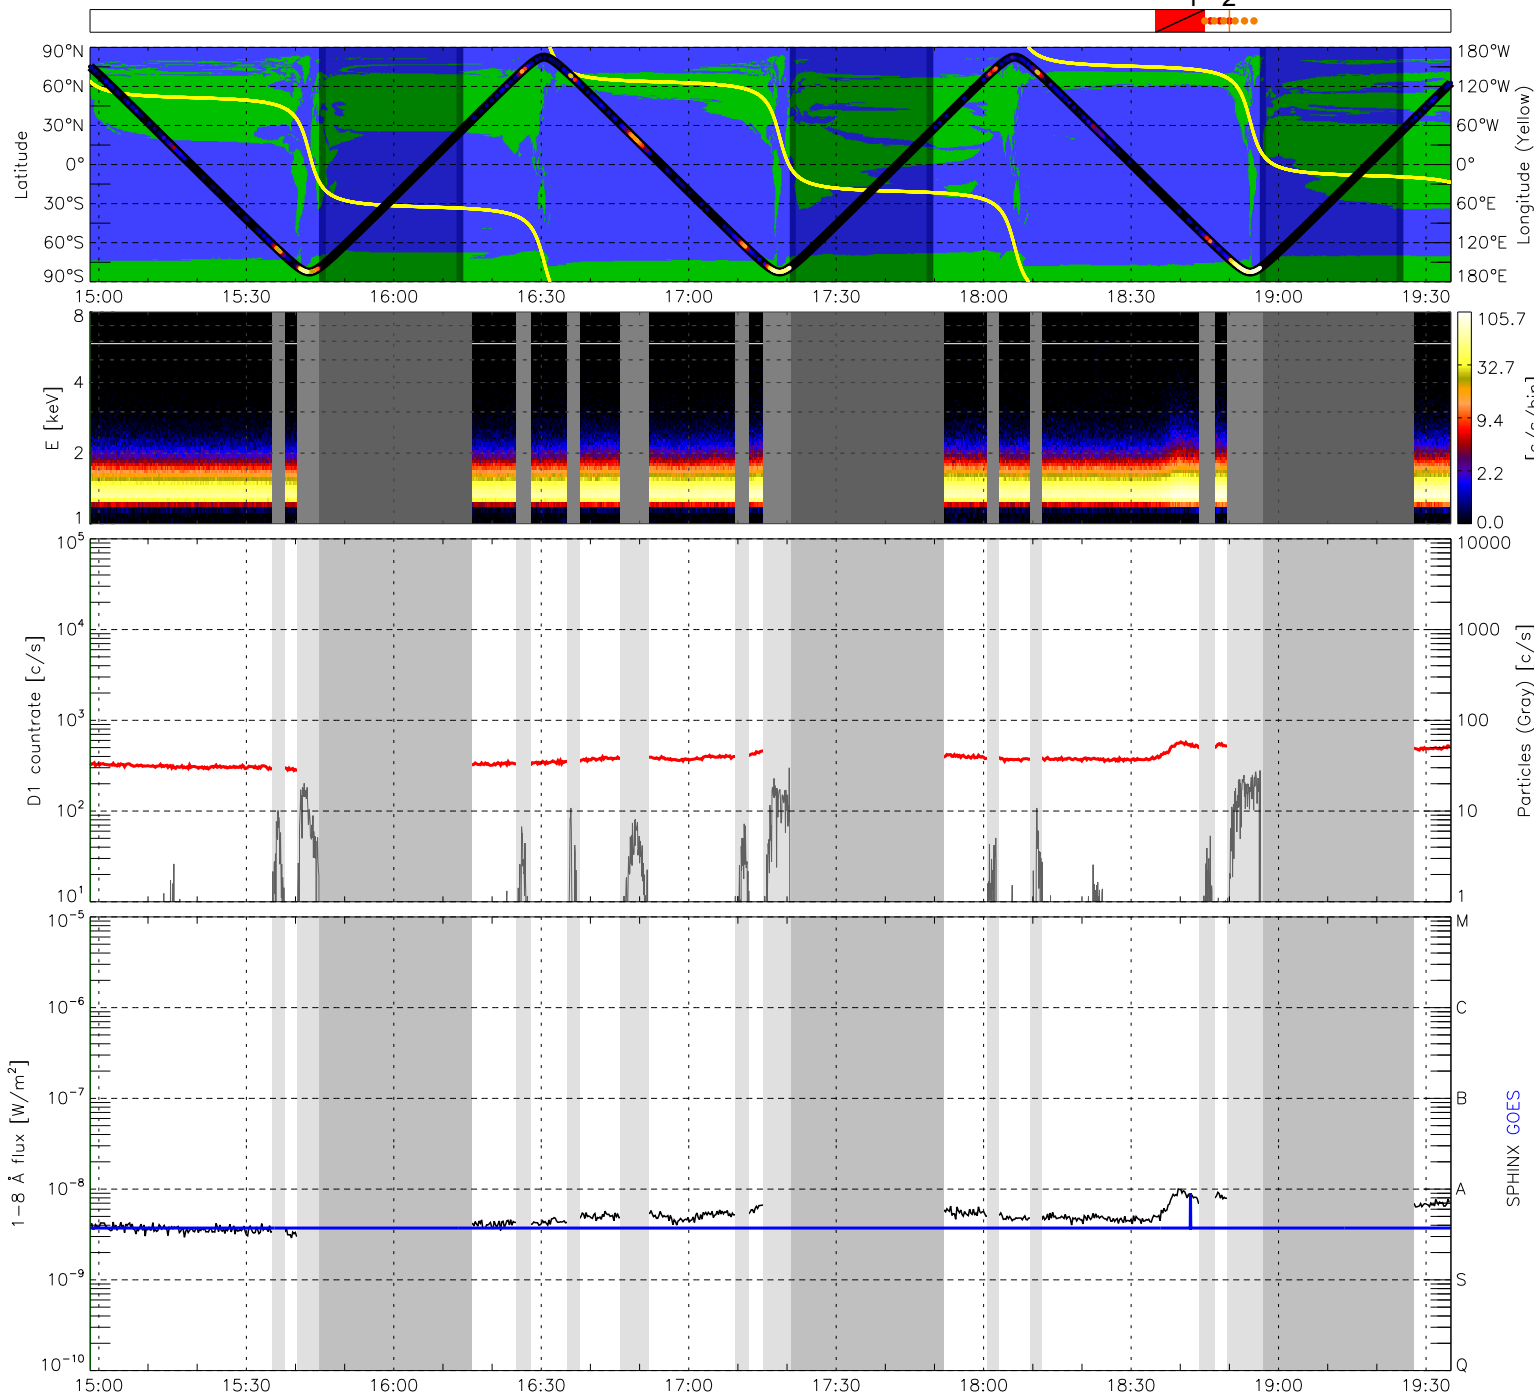 1 2
90°N
60°N
30°N
0°
30°S
60°S
90°S
Latitude
180°W
120°W
60°W
0°
60°E
120°E
180°E
Longitude (Yellow)
15:00 15:30 16:00 16:30 17:00 17:30 18:00 18:30 19:00 19:30
8
4
2
1
E [keV]
105.7
32.7
9.4
2.2
0.0
[c/s/bin]
10^5
10^4
10^3
10^2
10^1
D1 countrate [c/s]
10000
1000
100
10
1
Particles (Gray) [c/s]
10^-5
10^-6
10^-7
10^-8
10^-9
10^-10
1-8 Å flux [W/m²]
M
C
B
A
S
Q
SPHINX GOES
15:00 15:30 16:00 16:30 17:00 17:30 18:00 18:30 19:00 19:30